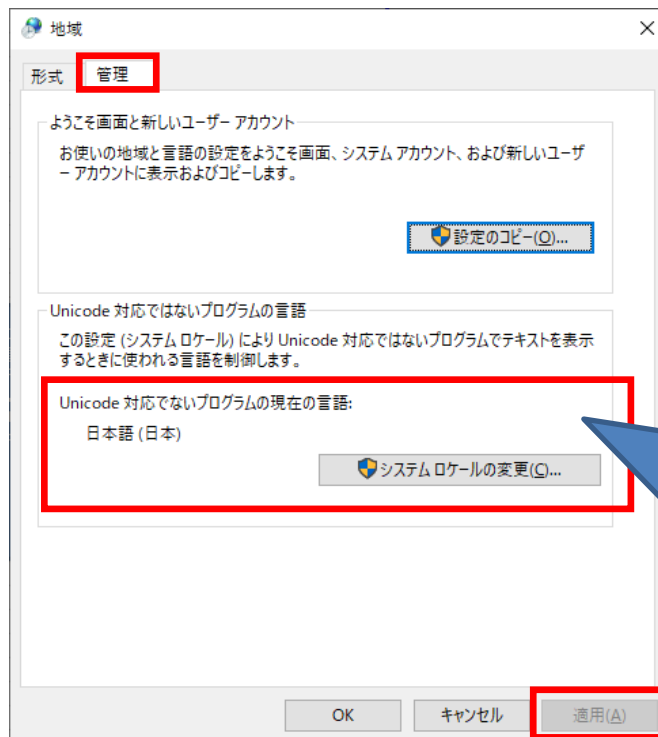 地域
形式
管理
ようこそ画面と新しいユーザー アカウント
お使いの地域と言語の設定をようこそ画面、システム アカウント、および新しいユーザ
ー アカウントに表示およびコピーします。
設定のコピー(O)...
Unicode 対応ではないプログラムの言語
この設定 (システム ロケール) により Unicode 対応ではないプログラムでテキストを表示
するときに使われる言語を制御します。
Unicode 対応でないプログラムの現在の言語:
日本語 (日本)
システム ロケールの変更(C)...
OK
キャンセル
適用(A)